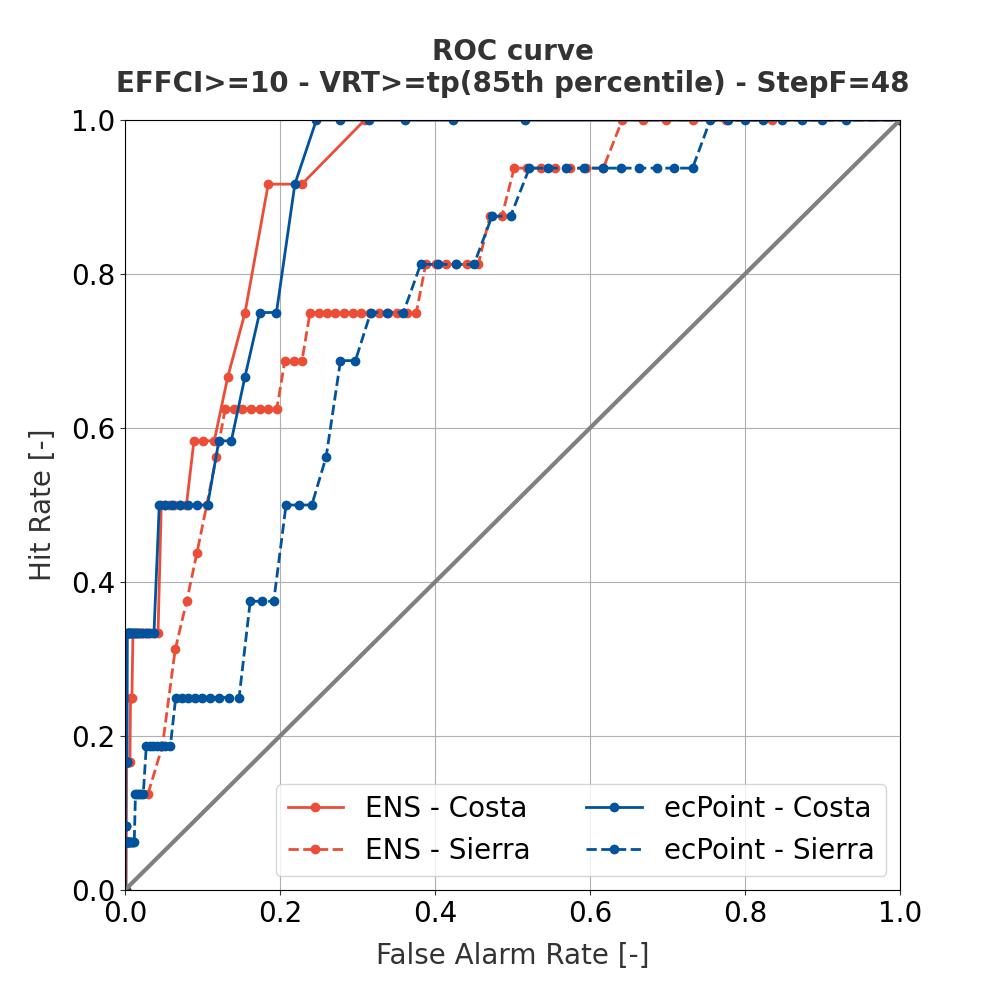 ROC curve
EFFCI>=10 - VRT>=tp(85th percentile) - StepF=48
1.0
0.8
0.6
0.4
0.2
0.0
Hit Rate [-]
ENS - Costa
ENS - Sierra
ecPoint - Costa
ecPoint - Sierra
0.0 0.2 0.4 0.6 0.8 1.0
False Alarm Rate [-]